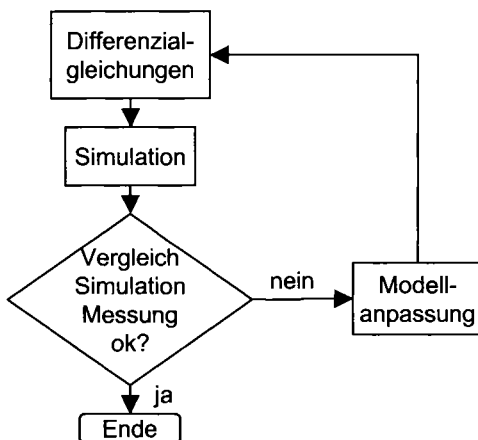 Differenzial-
gleichungen
Simulation
Vergleich
Simulation
Messung
ok?
nein
Modell-
anpassung
ja
Ende